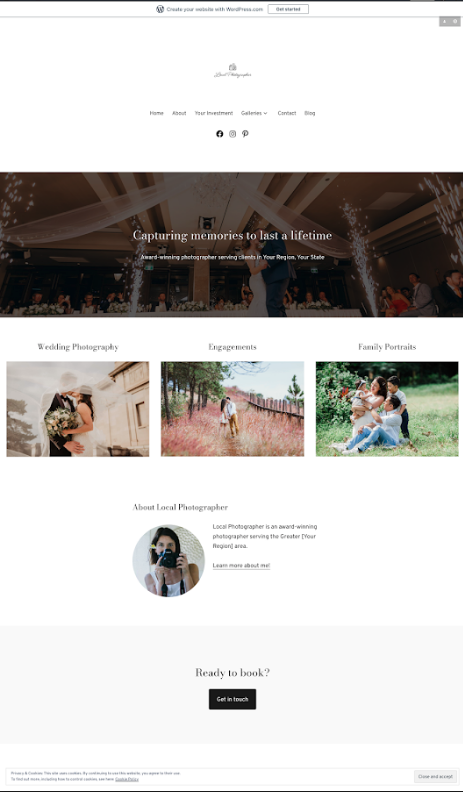 Create your website with WordPress.com Get started
Local Photographer
Home About Your Investment Galleries Contact Blog
Capturing memories to last a lifetime
Award-winning photographer serving clients in Your Region, Your State
Wedding Photography Engagements Family Portraits
About Local Photographer
Local Photographer is an award-winning
photographer serving the Greater [Your
Region] area.
Learn more about me!
Ready to book?
Get in touch
Privacy & Cookies: This site uses cookies. By continuing to use this website, you agree to their use.
To find out more, including how to control cookies, see here: Cookie Policy
Close and accept